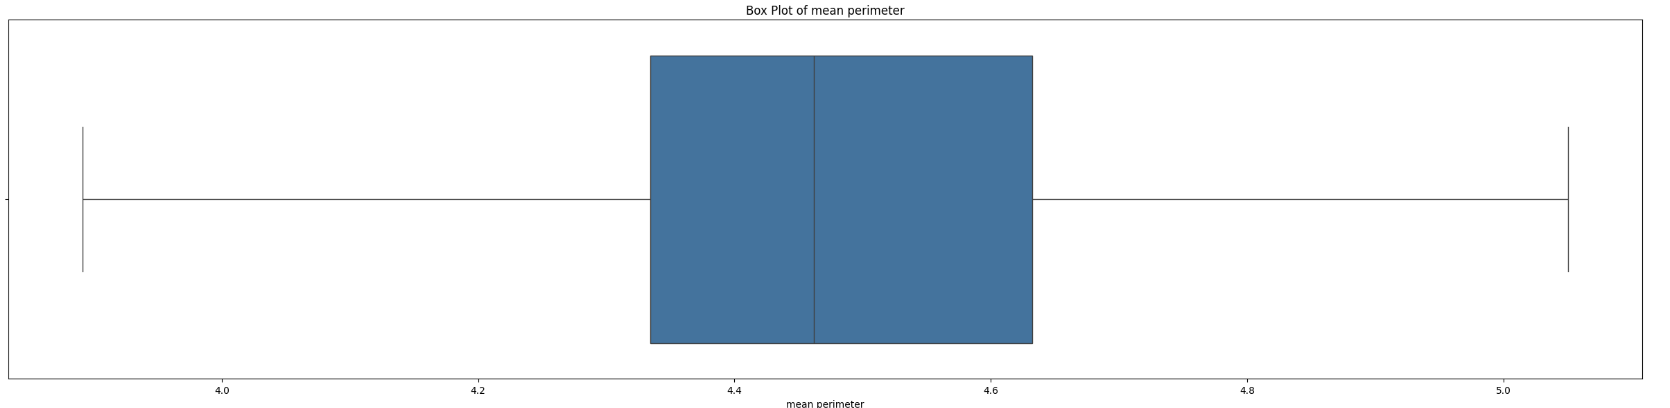 Box Plot of mean perimeter
4.0 4.2 4.4 4.6 4.8 5.0
mean perimeter